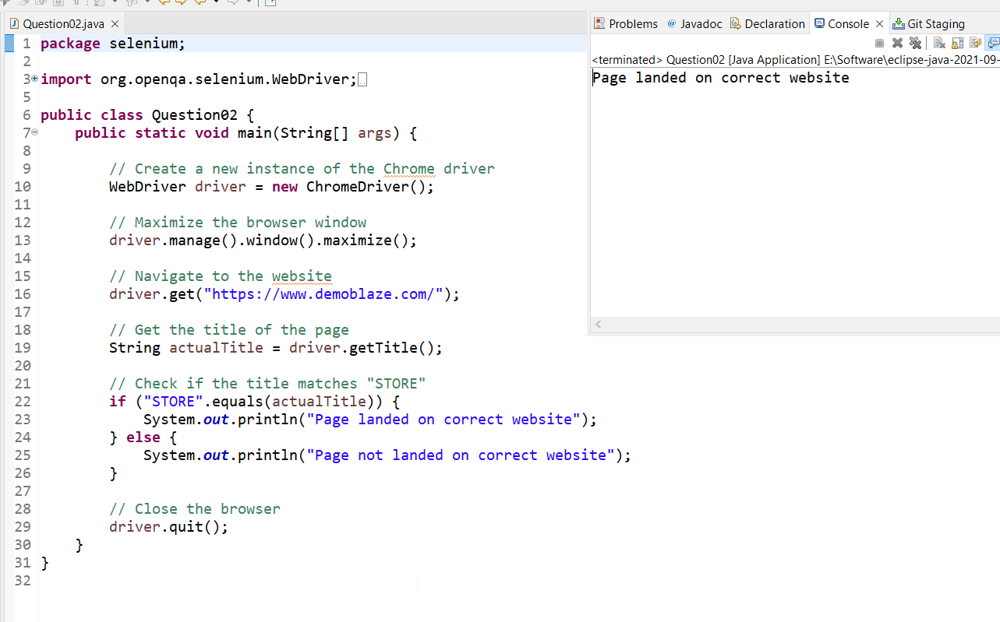 Question02.java
1 package selenium;
2
3 import org.openqa.selenium.WebDriver;
5
6 public class Question02 {
7 public static void main(String[] args) {
8
9 // Create a new instance of the Chrome driver
10 WebDriver driver = new ChromeDriver();
11
12 // Maximize the browser window
13 driver.manage().window().maximize();
14
15 // Navigate to the website
16 driver.get("https://www.demoblaze.com/");
17
18 // Get the title of the page
19 String actualTitle = driver.getTitle();
20
21 // Check if the title matches "STORE"
22 if ("STORE".equals(actualTitle)) {
23 System.out.println("Page landed on correct website");
24 } else {
25 System.out.println("Page not landed on correct website");
26 }
27
28 // Close the browser
29 driver.quit();
30 }
31 }
32
Problems @ Javadoc Declaration Console Git Staging
<terminated> Question02 [Java Application] E:\Software\eclipse-java-2021-09-
Page landed on correct website